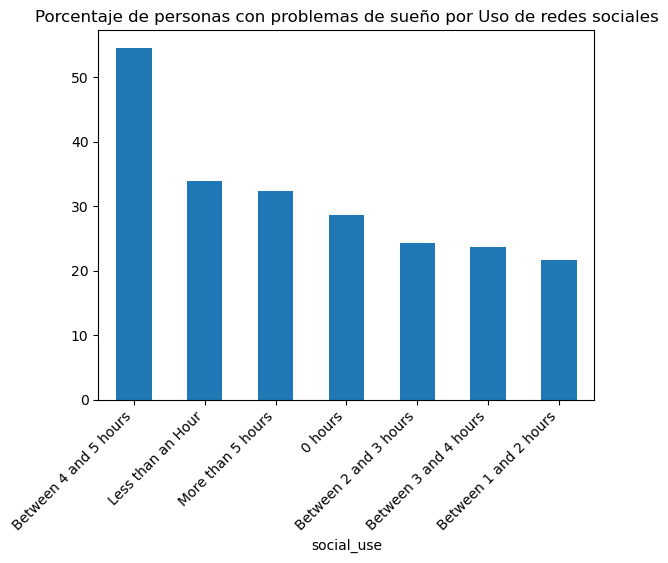 Porcentaje de personas con problemas de sueño por Uso de redes sociales
50
40
30
20
10
0
Between 4 and 5 hours
Less than an Hour
More than 5 hours
0 hours
Between 2 and 3 hours
Between 3 and 4 hours
Between 1 and 2 hours
social_use